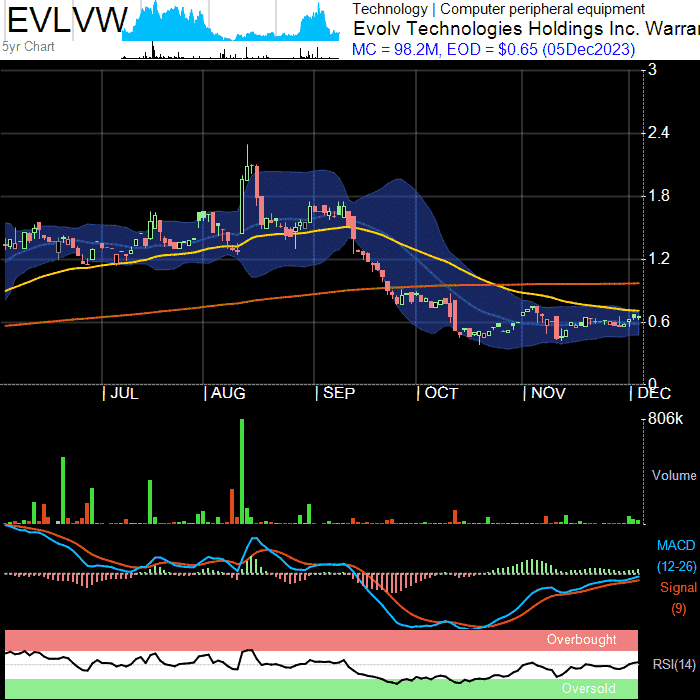 EVLVW
5yr Chart
Technology | Computer peripheral equipment
Evolv Technologies Holdings Inc. Warra
MC = 98.2M, EOD = $0.65 (05Dec2023)
3
2.4
1.8
1.2
0.6
0
| JUL | AUG | SEP | OCT | NOV | DEC
806k
Volume
MACD
(12-26)
Signal
(9)
Overbought
RSI(14)
Oversold